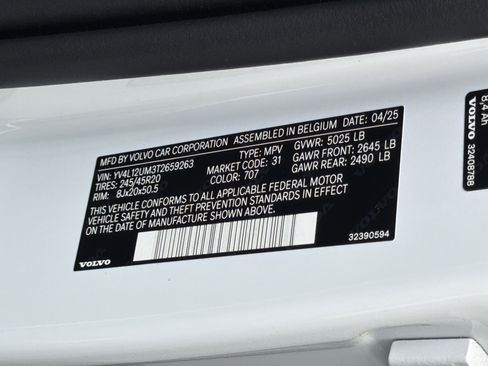 MFD BY VOLVO CAR CORPORATION ASSEMBLED IN BELGIUM DATE: 04/25
VIN: YV4L12UM3T2659263 TYPE: MPV GVWR: 5025 LB
TIRES: 245/45R20 MARKET CODE: 31 GAWR FRONT: 2645 LB
RIM: 8Jx20x50.5 COLOR: 707 GAWR REAR: 2490 LB
THIS VEHICLE CONFORMS TO ALL APPLICABLE FEDERAL MOTOR
VEHICLE SAFETY AND THEFT PREVENTION STANDARDS IN EFFECT
ON THE DATE OF MANUFACTURE SHOWN ABOVE.
VOLVO
32390594
8,4 Ah
VOLVO
32408788